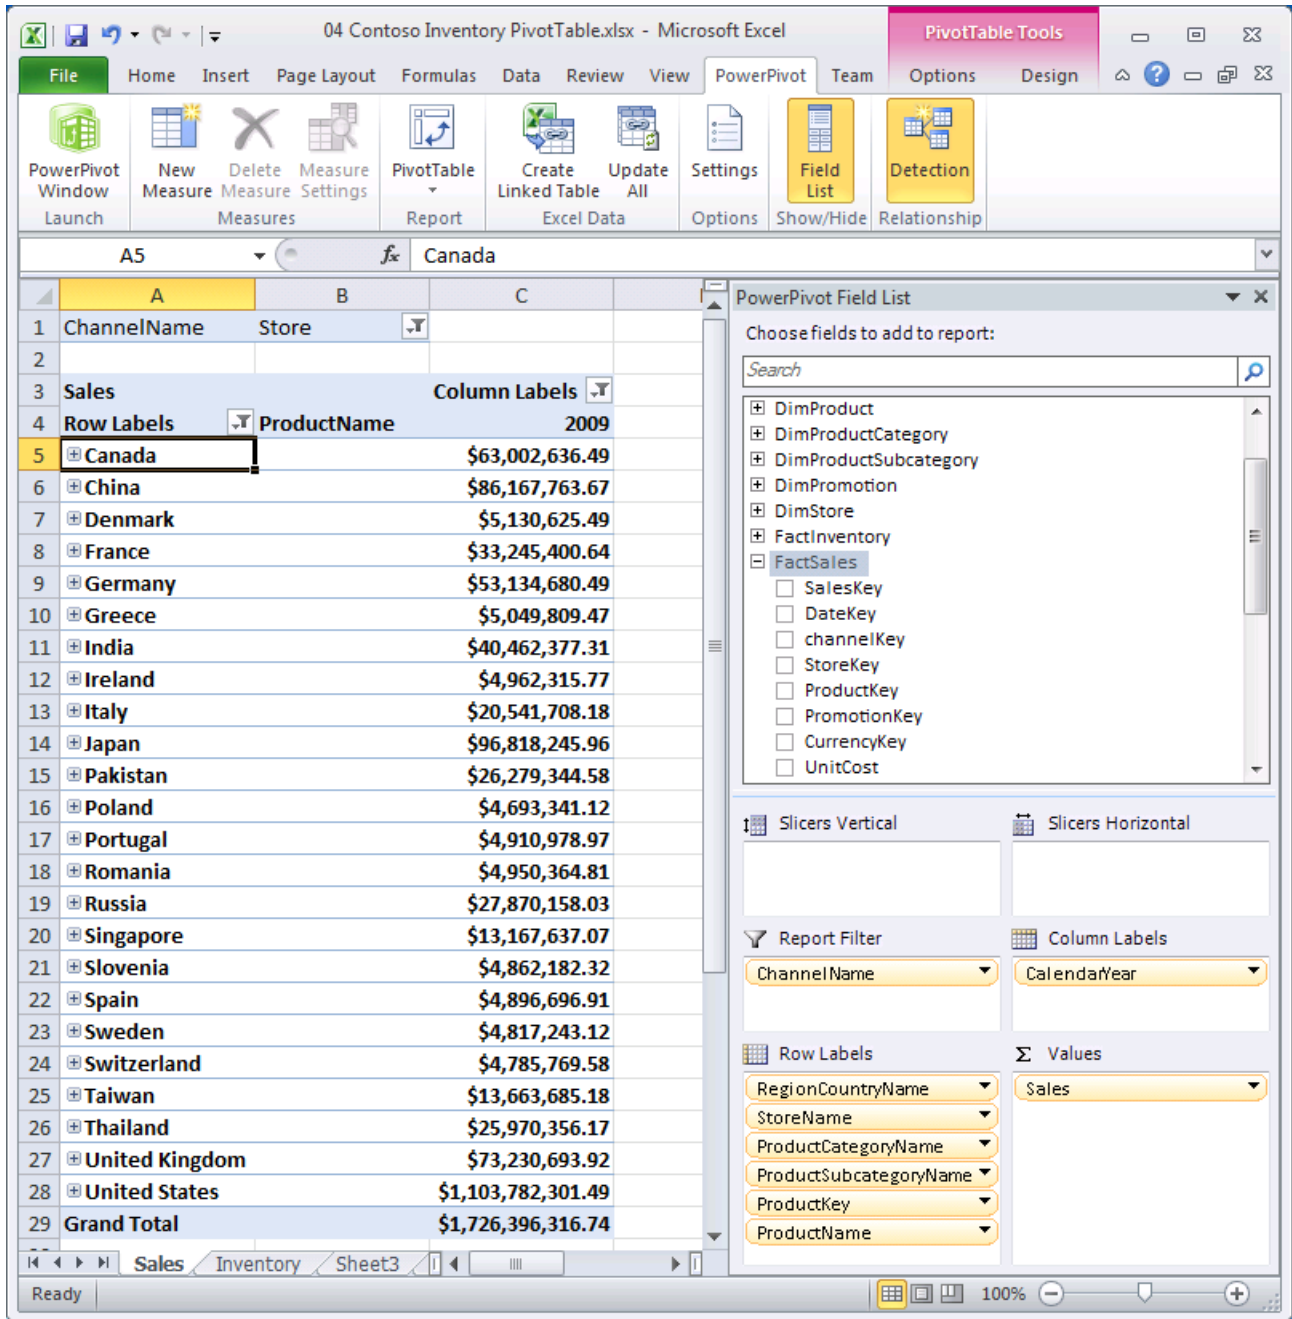 04 Contoso Inventory PivotTable.xlsx - Microsoft Excel
PivotTable Tools
File Home Insert Page Layout Formulas Data Review View PowerPivot Team Options Design
PowerPivot Window
New Measure
Delete Measure
Measure Settings
PivotTable
Create Linked Table
Update All
Settings
Field List
Detection
Launch Measures Report Excel Data Options Show/Hide Relationship
A5 fx Canada
A B C
1 ChannelName Store
2
3 Sales Column Labels
4 Row Labels ProductName 2009
5 Canada $63,002,636.49
6 China $86,167,763.67
7 Denmark $5,130,625.49
8 France $33,245,400.64
9 Germany $53,134,680.49
10 Greece $5,049,809.47
11 India $40,462,377.31
12 Ireland $4,962,315.77
13 Italy $20,541,708.18
14 Japan $96,818,245.96
15 Pakistan $26,279,344.58
16 Poland $4,693,341.12
17 Portugal $4,910,978.97
18 Romania $4,950,364.81
19 Russia $27,870,158.03
20 Singapore $13,167,637.07
21 Slovenia $4,862,182.32
22 Spain $4,896,696.91
23 Sweden $4,817,243.12
24 Switzerland $4,785,769.58
25 Taiwan $13,663,685.18
26 Thailand $25,970,356.17
27 United Kingdom $73,230,693.92
28 United States $1,103,782,301.49
29 Grand Total $1,726,396,316.74
Sales Inventory Sheet3
PowerPivot Field List
Choose fields to add to report:
Search
DimProduct
DimProductCategory
DimProductSubcategory
DimPromotion
DimStore
FactInventory
FactSales
SalesKey
DateKey
channelKey
StoreKey
ProductKey
PromotionKey
CurrencyKey
UnitCost
Slicers Vertical
Slicers Horizontal
Report Filter
ChannelName
Column Labels
CalendarYear
Row Labels
RegionCountryName
StoreName
ProductCategoryName
ProductSubcategoryName
ProductKey
ProductName
Σ Values
Sales
Ready 100%